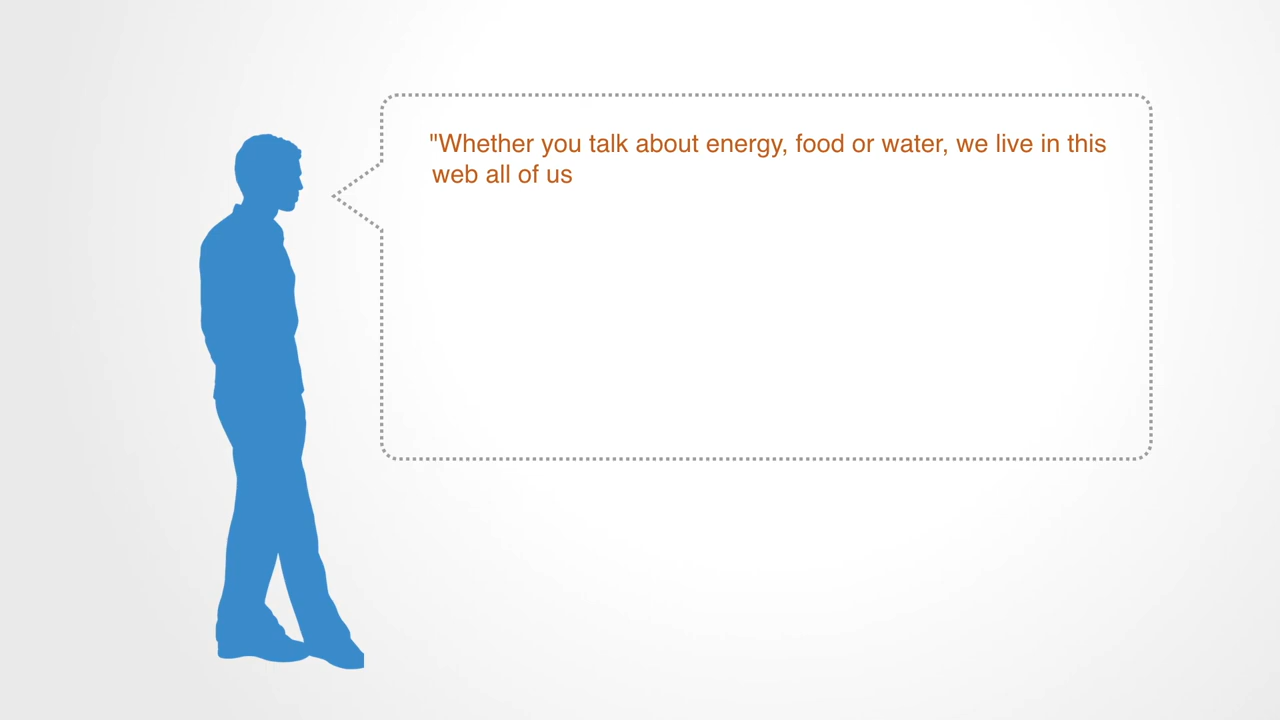 "Whether you talk about energy, food or water, we live in this
web all of us